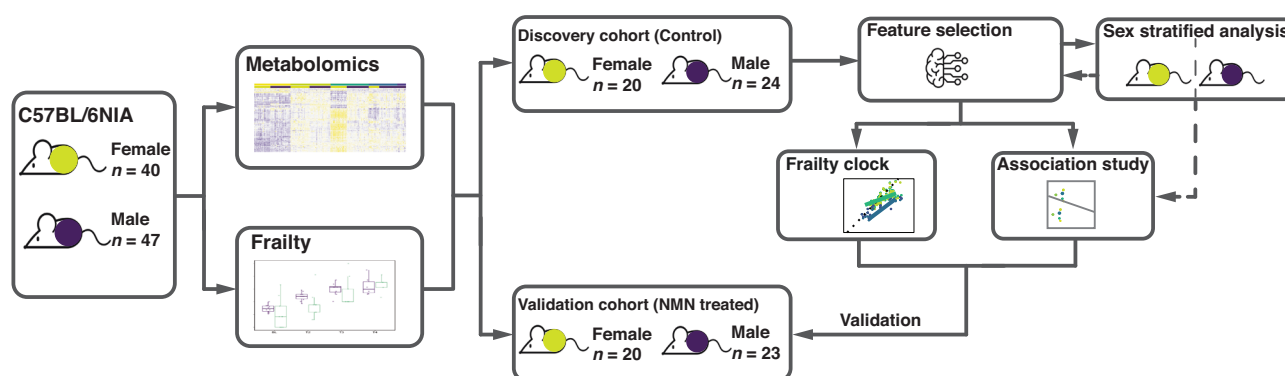 C57BL/6NIA
Female
n = 40
Male
n = 47
Metabolomics
Frailty
Discovery cohort (Control)
Female
n = 20
Male
n = 24
Validation cohort (NMN treated)
Female
n = 20
Male
n = 23
Feature selection
Sex stratified analysis
Frailty clock
Association study
Validation